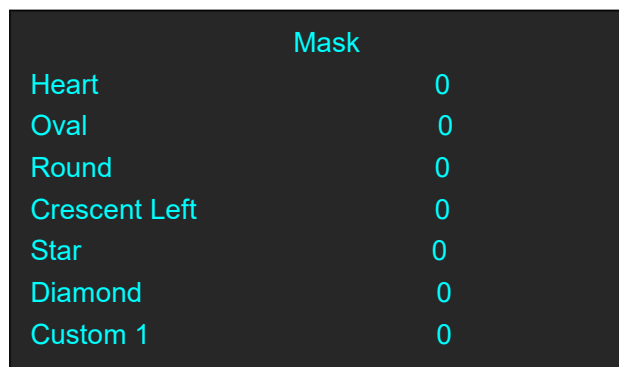 Mask
Heart 0
Oval 0
Round 0
Crescent Left 0
Star 0
Diamond 0
Custom 1 0